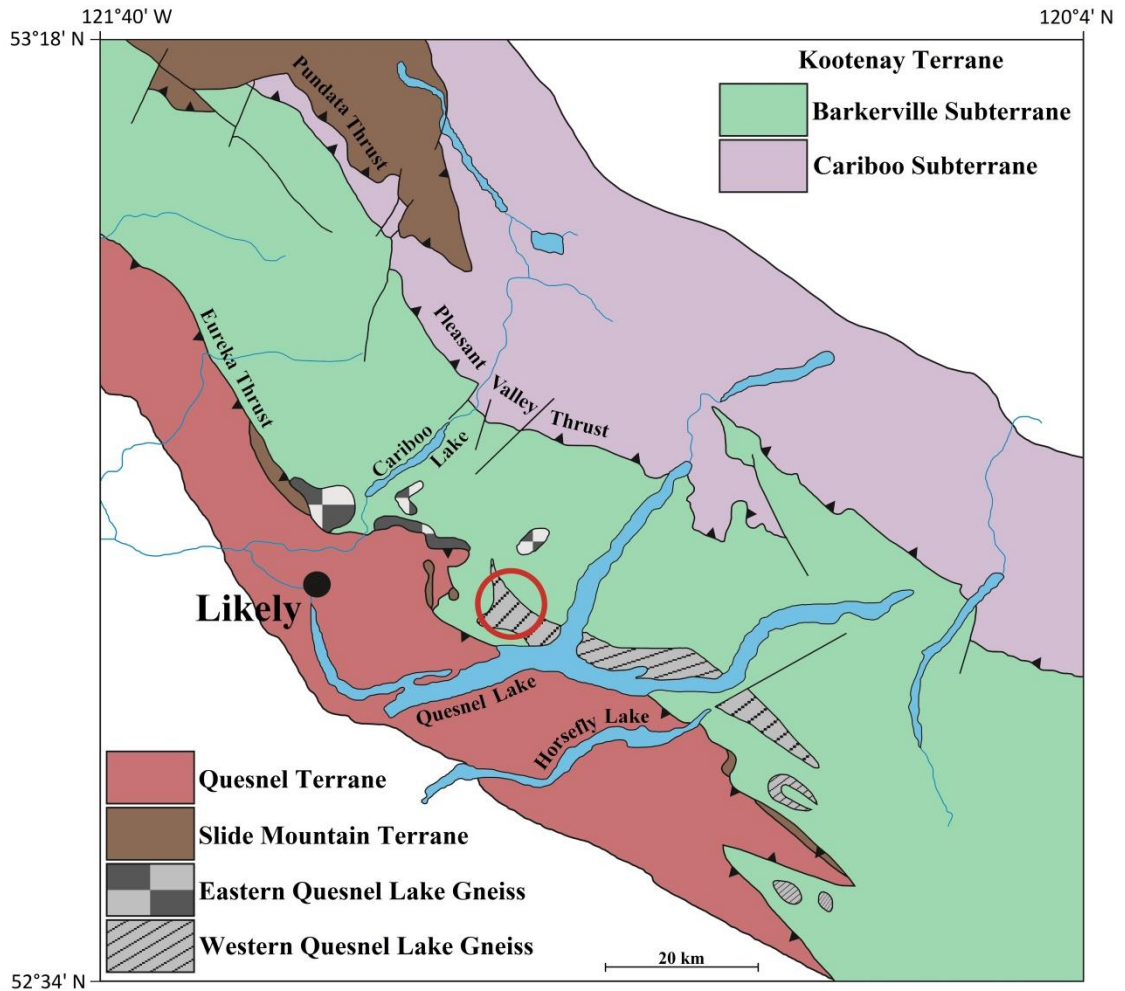 121°40' W
120°4' N
53°18' N
Kootenay Terrane
Barkerville Subterrane
Cariboo Subterrane
Pundata Thrust
Eureka Thrust
Pleasant
Valley Thrust
Cariboo
Lake
Likely
Quesnel Lake
Horsefly Lake
Quesnel Terrane
Slide Mountain Terrane
Eastern Quesnel Lake Gneiss
Western Quesnel Lake Gneiss
20 km
52°34' N